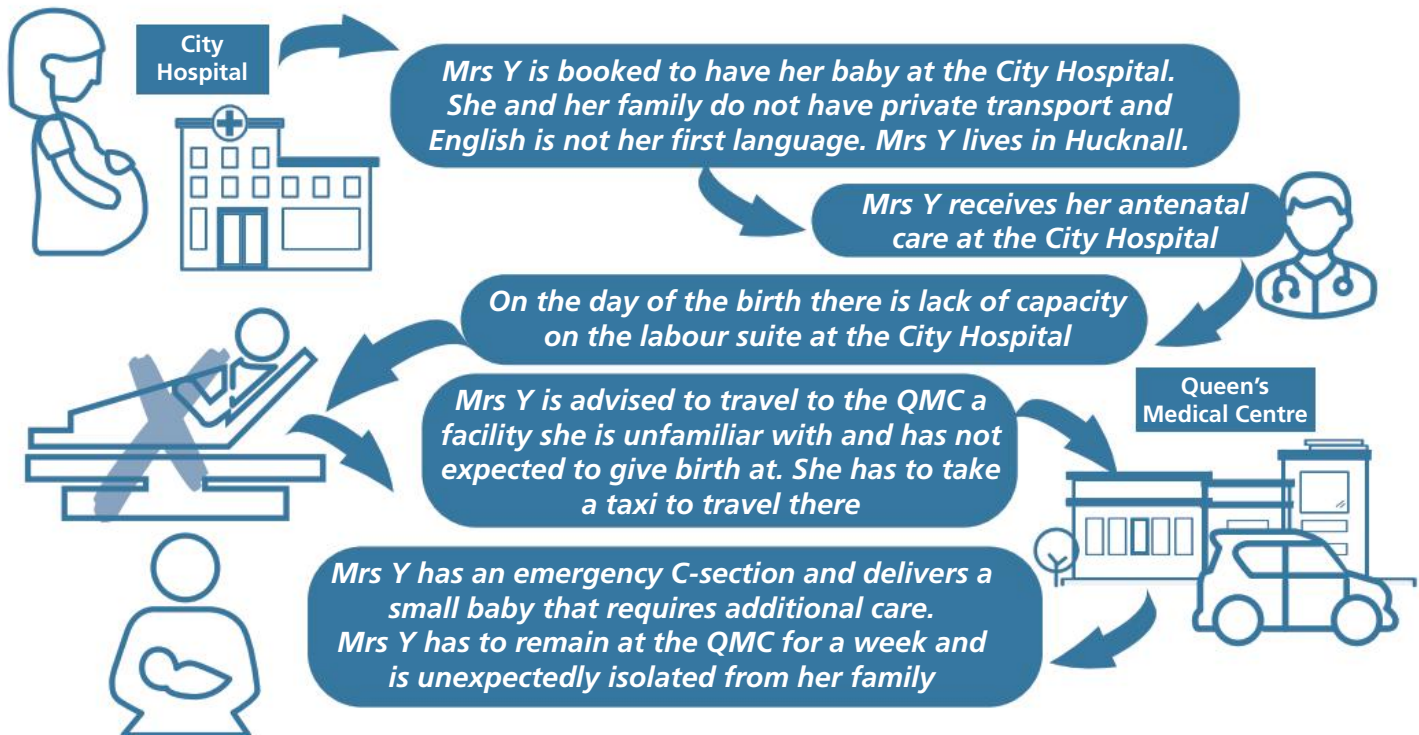 City
Hospital
Mrs Y is booked to have her baby at the City Hospital.
She and her family do not have private transport and
English is not her first language. Mrs Y lives in Hucknall.
Mrs Y receives her antenatal
care at the City Hospital
On the day of the birth there is lack of capacity
on the labour suite at the City Hospital
Mrs Y is advised to travel to the QMC a
facility she is unfamiliar with and has not
expected to give birth at. She has to take
a taxi to travel there
Queen's
Medical Centre
Mrs Y has an emergency C-section and delivers a
small baby that requires additional care.
Mrs Y has to remain at the QMC for a week and
is unexpectedly isolated from her family